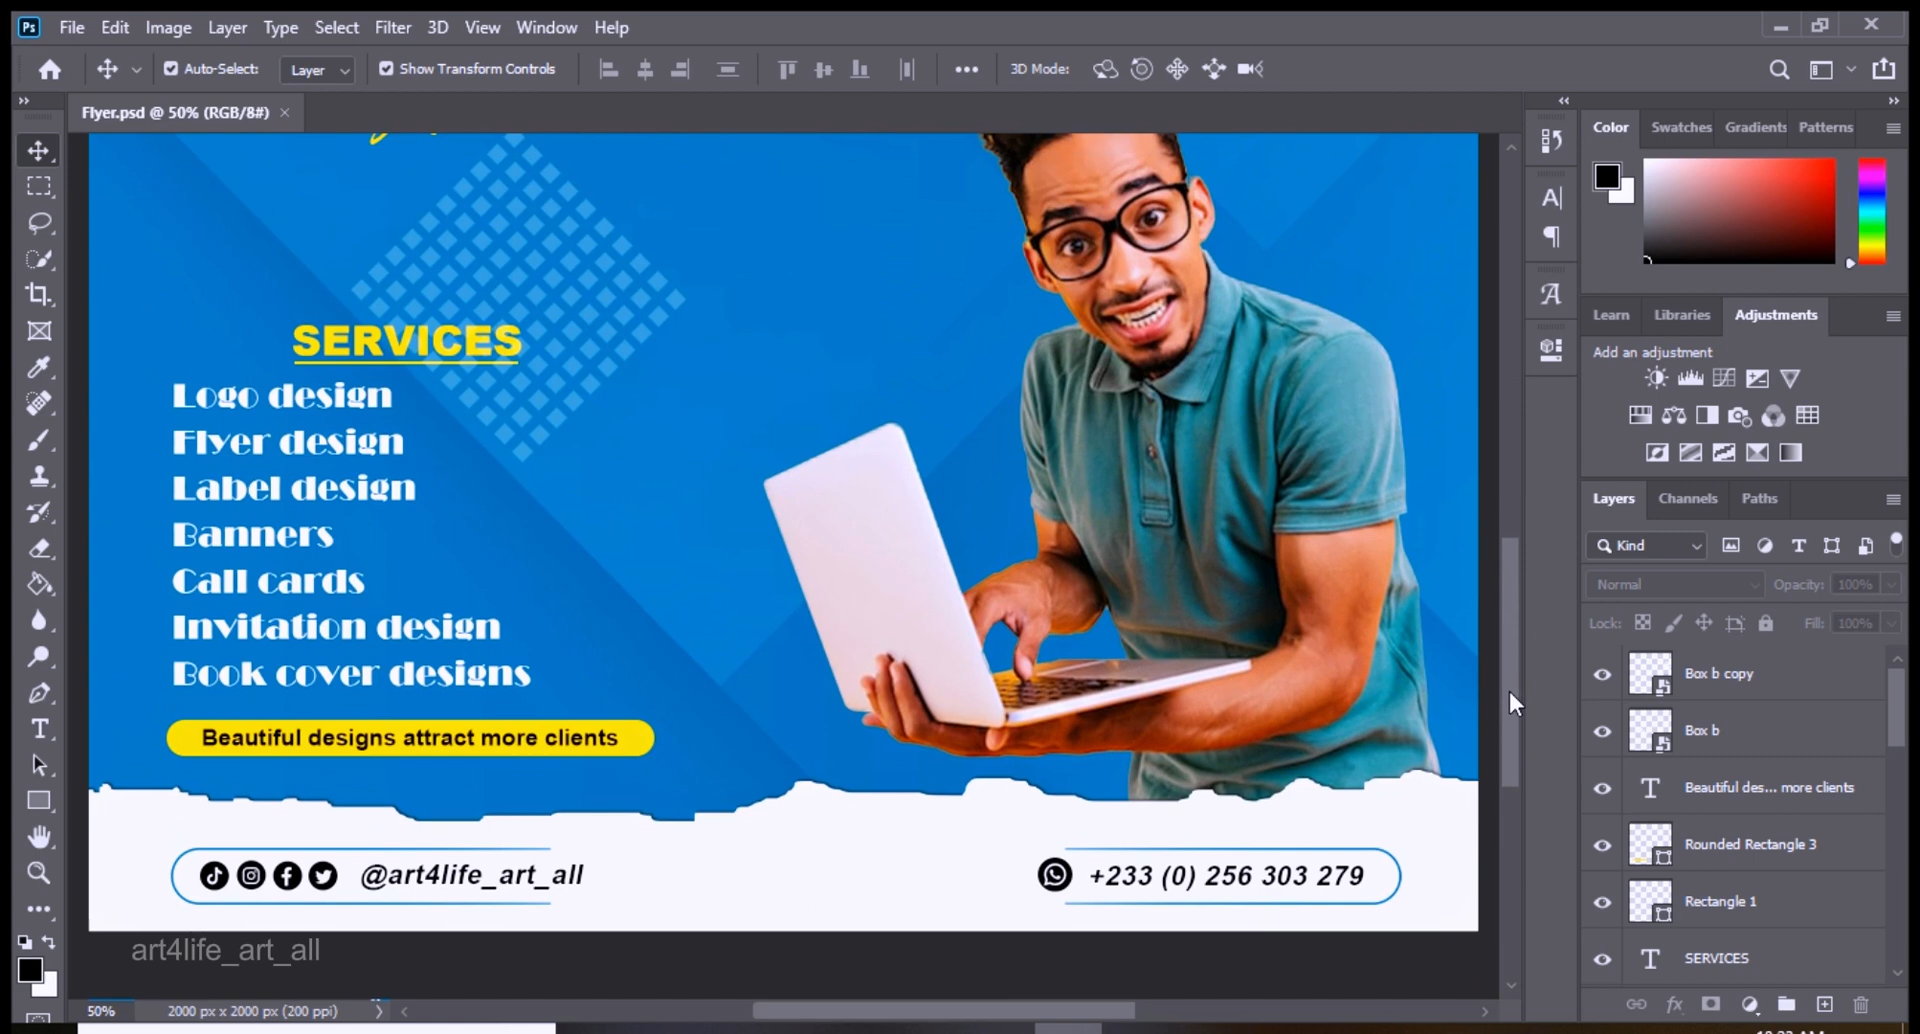 Ps File Edit Image Layer Type Select Filter 3D View Window Help
Auto-Select: Layer Show Transform Controls 3D Mode:
Flyer.psd @ 50% (RGB/8#)
SERVICES
Logo design
Flyer design
Label design
Banners
Call cards
Invitation design
Book cover designs
Beautiful designs attract more clients
@art4life_art_all
+233 (0) 256 303 279
art4life_art_all
50% 2000 px x 2000 px (200 ppi)
Color Swatches Gradients Patterns
Learn Libraries Adjustments
Add an adjustment
Layers Channels Paths
Kind
Normal Opacity: 100%
Lock: Fill: 100%
Box b copy
Box b
Beautiful des... more clients
Rounded Rectangle 3
Rectangle 1
SERVICES
fx